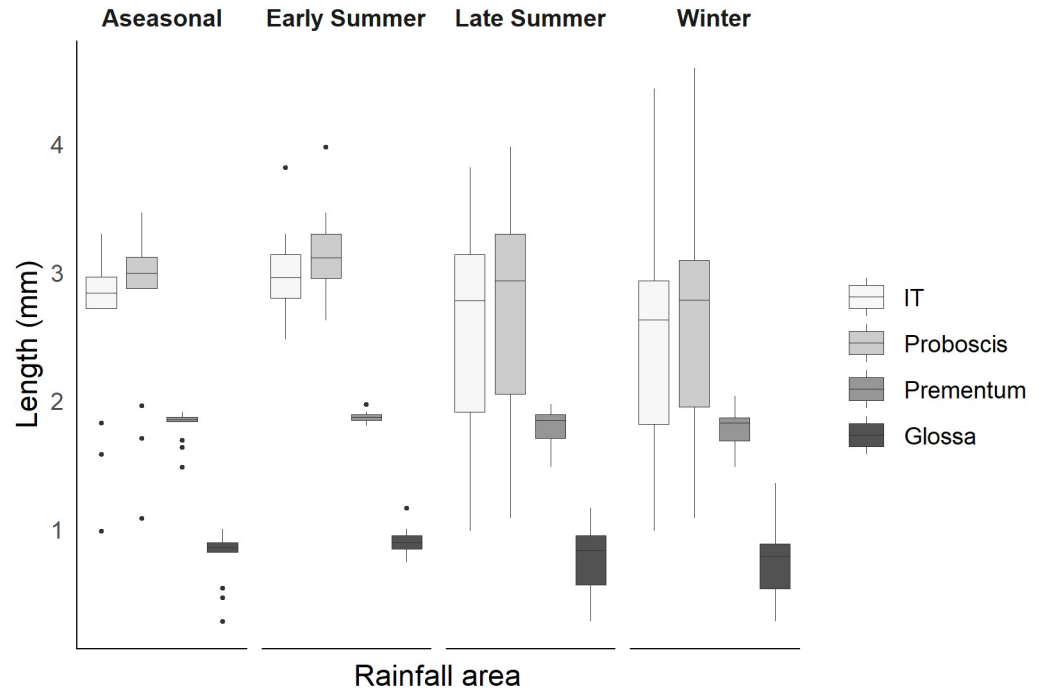 Aseasonal Early Summer Late Summer Winter
4
3
2
1
Length (mm)
Rainfall area
IT
Proboscis
Prementum
Glossa